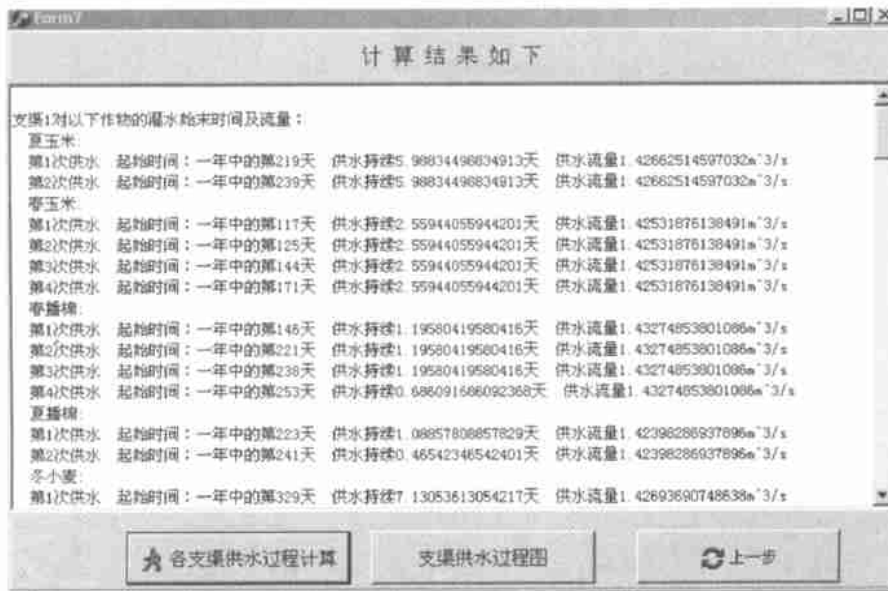 Form7
计算结果如下
支渠1对以下作物的灌水始末时间及流量：
夏玉米:
第1次供水 起始时间：一年中的第219天 供水持续5.98834498834913天 供水流量1.42662514597032m^3/s
第2次供水 起始时间：一年中的第239天 供水持续5.98834498834913天 供水流量1.42662514597032m^3/s
春玉米:
第1次供水 起始时间：一年中的第117天 供水持续2.55944055944201天 供水流量1.42531876138491m^3/s
第2次供水 起始时间：一年中的第125天 供水持续2.55944055944201天 供水流量1.42531876138491m^3/s
第3次供水 起始时间：一年中的第144天 供水持续2.55944055944201天 供水流量1.42531876138491m^3/s
第4次供水 起始时间：一年中的第171天 供水持续2.55944055944201天 供水流量1.42531876138491m^3/s
春播棉:
第1次供水 起始时间：一年中的第146天 供水持续1.19580419580416天 供水流量1.43274853801086m^3/s
第2次供水 起始时间：一年中的第221天 供水持续1.19580419580416天 供水流量1.43274853801086m^3/s
第3次供水 起始时间：一年中的第238天 供水持续1.19580419580416天 供水流量1.43274853801086m^3/s
第4次供水 起始时间：一年中的第253天 供水持续0.686091686092368天 供水流量1.43274853801086m^3/s
夏播棉:
第1次供水 起始时间：一年中的第223天 供水持续1.08857808857829天 供水流量1.42398286937896m^3/s
第2次供水 起始时间：一年中的第241天 供水持续0.46542346542401天 供水流量1.42398286937896m^3/s
冬小麦:
第1次供水 起始时间：一年中的第329天 供水持续7.13053613054217天 供水流量1.42693690748638m^3/s
各支渠供水过程计算 支渠供水过程图 上一步